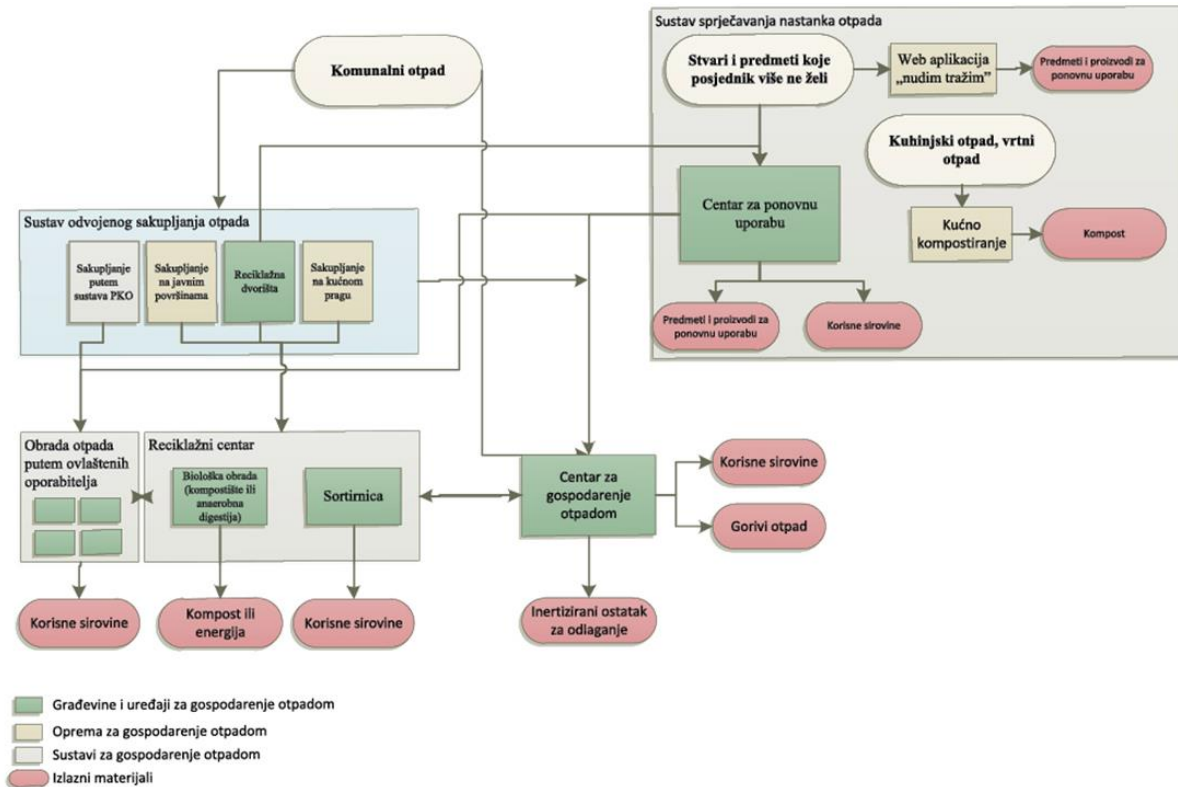 Sustav sprječavanja nastanka otpada
Komunalni otpad
Stvari i predmeti koje
posjednik više ne želi
Web aplikacija
„nudim tražim”
Predmeti i proizvodi za
ponovnu uporabu
Kuhinjski otpad, vrtni
otpad
Centar za ponovnu
uporabu
Kućno
kompostiranje
Kompost
Predmeti i proizvodi za
ponovnu uporabu
Korisne sirovine
Sustav odvojenog sakupljanja otpada
Sakupljanje
putem
sustava PKO
Sakupljanje
na javnim
površinama
Reciklažna
dvorišta
Sakupljanje
na kućnom
pragu
Obrada otpada
putem ovlaštenih
oporabitelja
Reciklažni centar
Biološka obrada
(kompostište ili
anaerobna
digestija)
Sortirnica
Centar za
gospodarenje
otpadom
Korisne sirovine
Gorivi otpad
Korisne sirovine
Kompost ili
energija
Korisne sirovine
Inertizirani ostatak
za odlaganje
Građevine i uređaji za gospodarenje otpadom
Oprema za gospodarenje otpadom
Sustavi za gospodarenje otpadom
Izlazni materijali